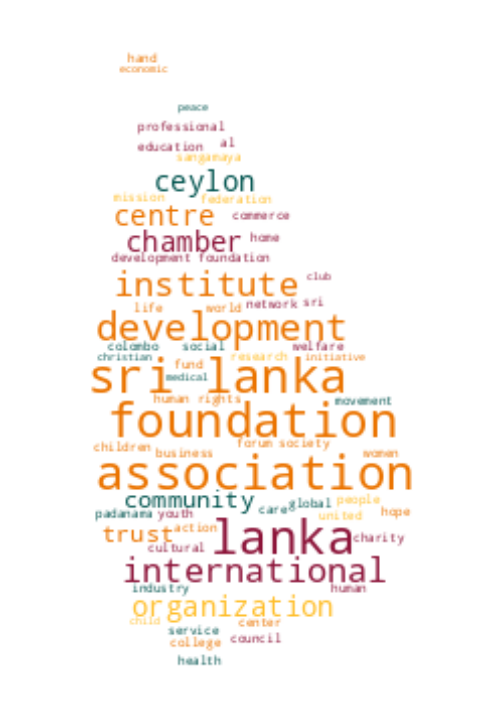 hand
economic
peace
professional
education al
sangamaya
ceylon
mission federation
centre commerce
chamber home
development foundation
institute club
life world network sri
development
colombo social welfare
christian fund research initiative
sri lanka
medical
human rights movement
foundation
children forum society
business women
association
community care global people
padanama youth united hope
trust action lanka charity
cultural
international
industry human
organization
child center
service council
college
health